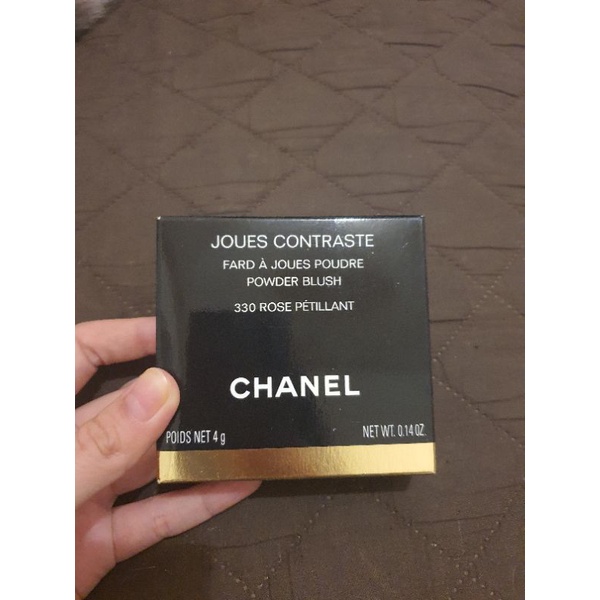 JOUES CONTRASTE
FARD À JOUES POUDRE
POWDER BLUSH
330 ROSE PÉTILLANT
CHANEL
POIDS NET 4 g NET WT. 0.14 OZ